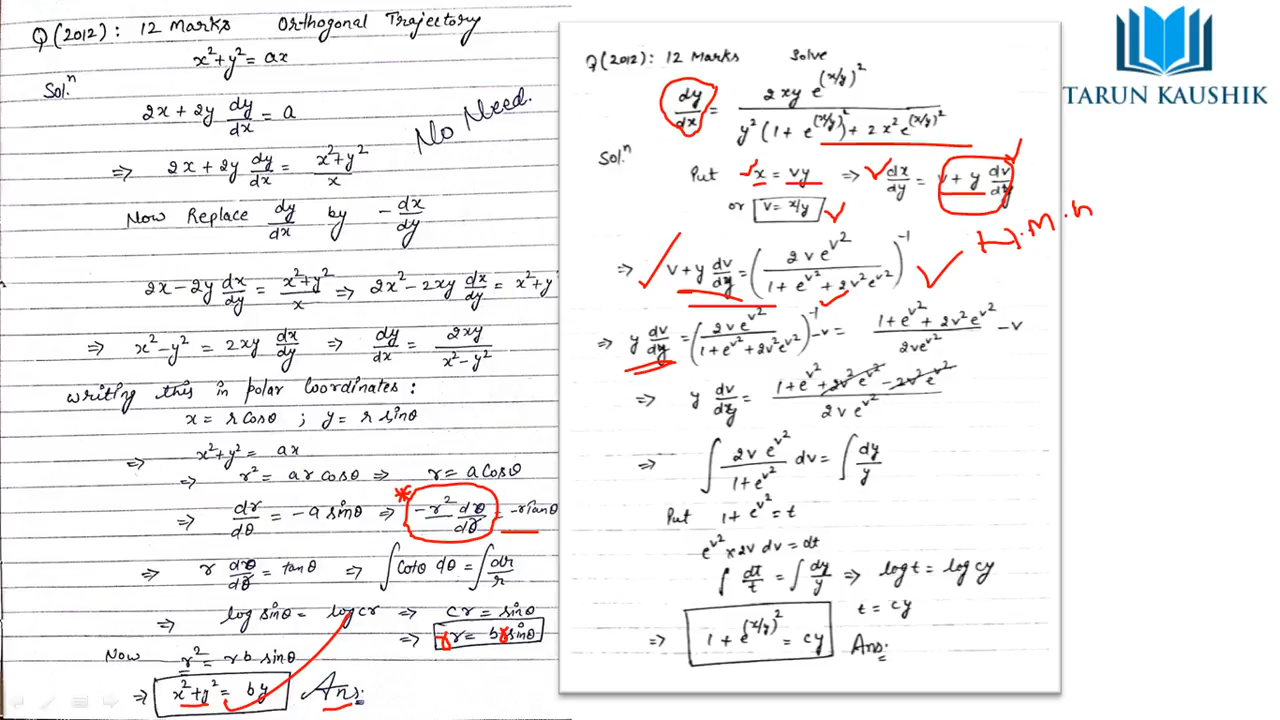 Q(2012): 12 Marks Orthogonal Trajectory
x²+y² = ax
Sol.ⁿ
2x + 2y dy/dx = a
No Need.
⇒ 2x + 2y dy/dx = (x²+y²)/x
Now Replace dy/dx by -dx/dy
2x - 2y dx/dy = (x²+y²)/x ⇒ 2x² - 2xy dx/dy = x²+y
⇒ x² - y² = 2xy dx/dy ⇒ dy/dx = 2xy/(x²-y²)
writing this in polar coordinates:
x = r cosθ ; y = r sinθ
⇒ x²+y² = ax
⇒ r² = ar cosθ ⇒ r = a cosθ
⇒ dr/dθ = -a sinθ ⇒ * -r² dθ/dr = -r tanθ
⇒ r dθ/dr = tanθ ⇒ ∫ Cotθ dθ = ∫ dr/r
⇒ log sinθ = log cr ⇒ cr = sinθ
⇒ r r = b r sinθ
Now r² = rb sinθ
⇒ x²+y² = by Ans:
Q(2012): 12 Marks Solve
dy/dx = 2xy e^(x/y)² / (y²(1 + e^(x/y)²) + 2x² e^(x/y)²)
Sol.ⁿ
Put x = vy ⇒ dx/dy = v + y dv/dy
or v = x/y
H.M.h
⇒ v + y dv/dy = (2v e^v² / (1 + e^v² + 2v² e^v²))⁻¹
⇒ y dv/dy = (2v e^v² / (1 + e^v² + 2v² e^v²))⁻¹ - v = (1 + e^v² + 2v² e^v²)/(2v e^v²) - v
⇒ y dv/dy = (1 + e^v² + 2v² e^v² - 2v² e^v²)/(2v e^v²)
⇒ ∫ 2v e^v²/(1 + e^v²) dv = ∫ dy/y
Put 1 + e^v² = t
e^v² × 2v dv = dt
∫ dt/t = ∫ dy/y ⇒ log t = log cy
t = cy
⇒ 1 + e^(x/y)² = cy Ans:
TARUN KAUSHIK